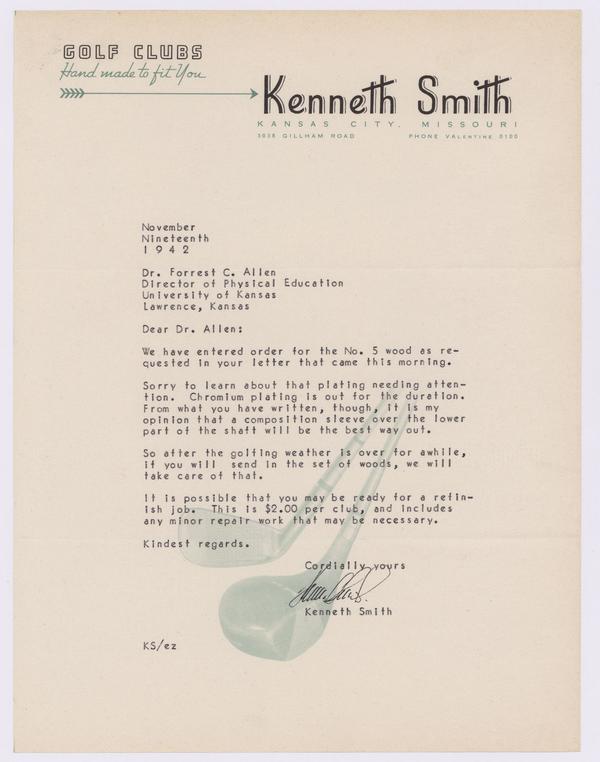 GOLF CLUBS
Hand made to fit You
Kenneth Smith
KANSAS CITY, MISSOURI
3038 GILLHAM ROAD PHONE VALENTINE 0100
November
Nineteenth
1 9 4 2
Dr. Forrest C. Allen
Director of Physical Education
University of Kansas
Lawrence, Kansas
Dear Dr. Allen:
We have entered order for the No. 5 wood as re-
quested in your letter that came this morning.
Sorry to learn about that plating needing atten-
tion. Chromium plating is out for the duration.
From what you have written, though, it is my
opinion that a composition sleeve over the lower
part of the shaft will be the best way out.
So after the golfing weather is over for awhile,
if you will send in the set of woods, we will
take care of that.
It is possible that you may be ready for a refin-
ish job. This is $2.00 per club, and includes
any minor repair work that may be necessary.
Kindest regards.
Cordially yours
Kenneth Smith
KS/ez